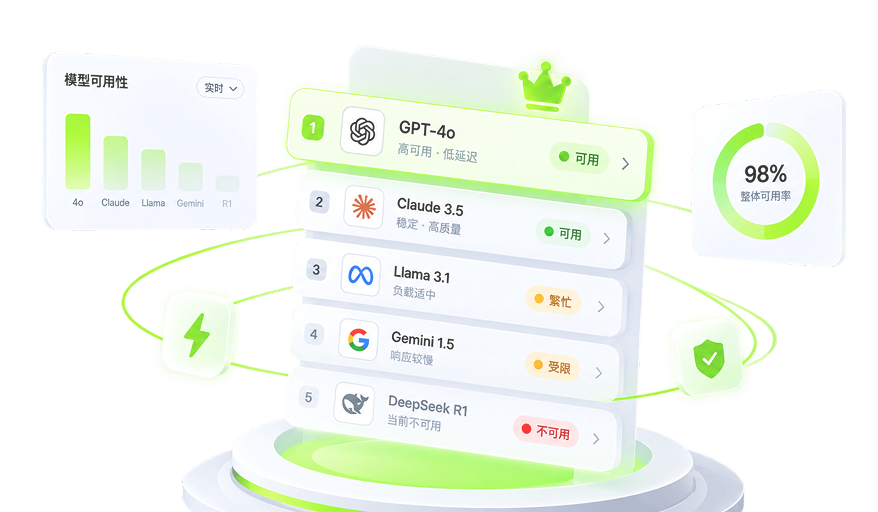 模型可用性
实时
4o
Claude
Llama
Gemini
R1
1
GPT-4o
高可用 · 低延迟
可用
2
Claude 3.5
稳定 · 高质量
可用
3
Llama 3.1
负载适中
繁忙
4
Gemini 1.5
响应较慢
受限
5
DeepSeek R1
当前不可用
不可用
98%
整体可用率